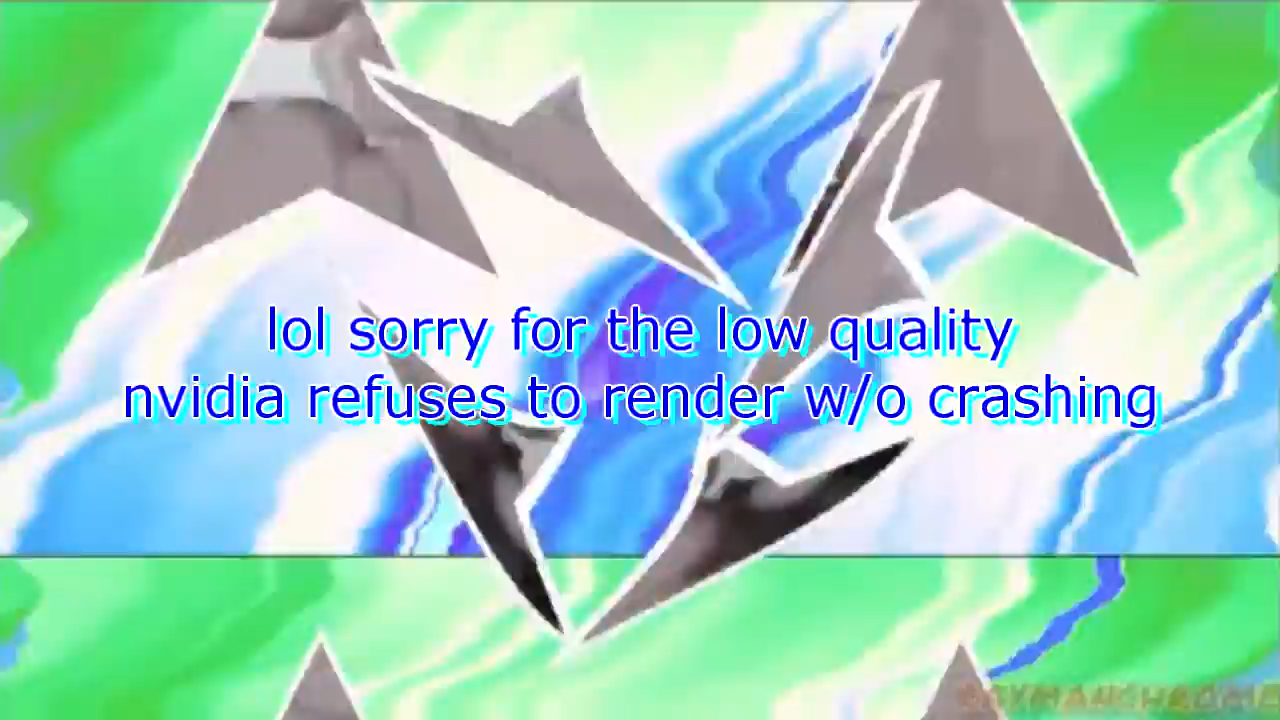 lol sorry for the low quality
nvidia refuses to render w/o crashing